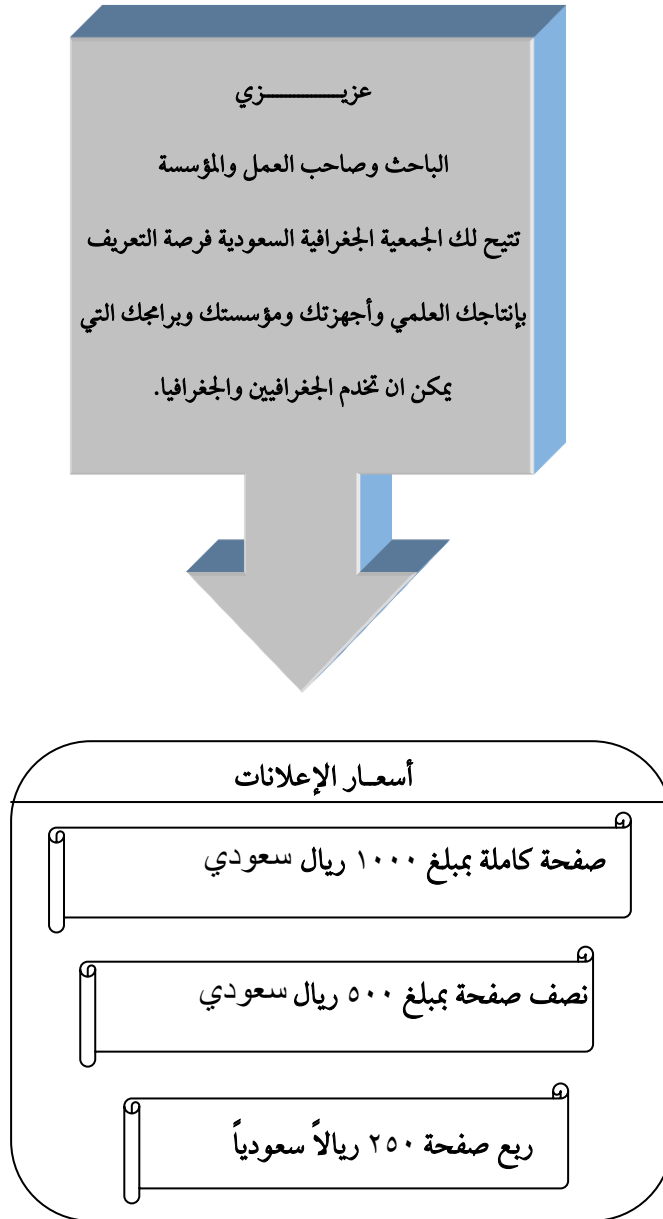 عزيــــــــزي
الباحث وصاحب العمل والمؤسسة
تتيح لك الجمعية الجغرافية السعودية فرصة التعريف
بإنتاجك العلمي وأجهزتك ومؤسستك وبرامجك التي
يمكن ان تخدم الجغرافيين والجغرافيا.
أسعــار الإعلانات
صفحة كاملة بمبلغ ١٠٠٠ ريال سعودي
نصف صفحة بمبلغ ٥٠٠ ريال سعودي
ربع صفحة ٢٥٠ ريالاً سعودياً